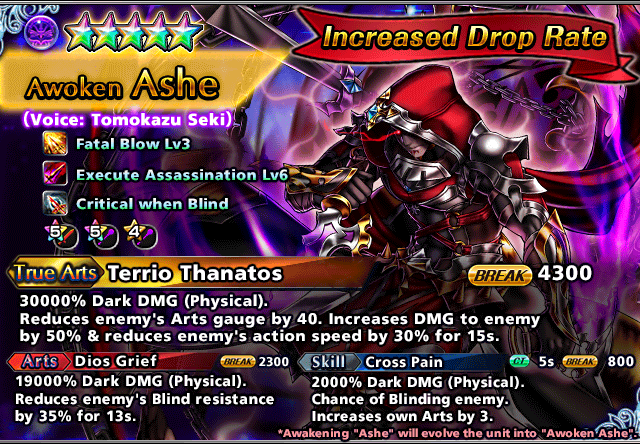 Increased Drop Rate
Awoken Ashe
(Voice: Tomokazu Seki)
Fatal Blow Lv3
Execute Assassination Lv6
Critical when Blind
5 5 4
True Arts Terrio Thanatos BREAK 4300
30000% Dark DMG (Physical).
Reduces enemy's Arts gauge by 40. Increases DMG to enemy
by 50% & reduces enemy's action speed by 30% for 15s.
Arts Dios Grief BREAK 2300
19000% Dark DMG (Physical).
Reduces enemy's Blind resistance
by 35% for 13s.
Skill Cross Pain CT 5s BREAK 800
2000% Dark DMG (Physical).
Chance of Blinding enemy.
Increases own Arts by 3.
*Awakening "Ashe" will evolve the unit into "Awoken Ashe".